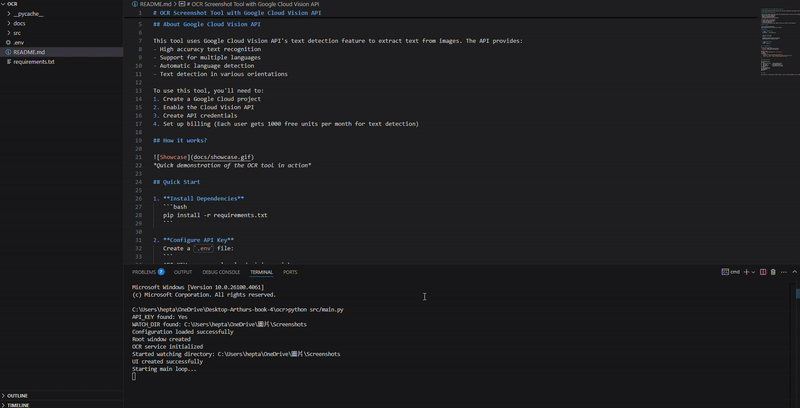 OCR
__pycache__
docs
src
.env
README.md
requirements.txt
OUTLINE
TIMELINE
README.md > # OCR Screenshot Tool with Google Cloud Vision API
1 # OCR Screenshot Tool with Google Cloud Vision API
5 ## About Google Cloud Vision API
6
7 This tool uses Google Cloud Vision API's text detection feature to extract text from images. The API provides:
8 - High accuracy text recognition
9 - Support for multiple languages
10 - Automatic language detection
11 - Text detection in various orientations
12
13 To use this tool, you'll need to:
14 1. Create a Google Cloud project
15 2. Enable the Cloud Vision API
16 3. Create API credentials
17 4. Set up billing (Each user gets 1000 free units per month for text detection)
18
19 ## How it works?
20
21 ![Showcase](docs/showcase.gif)
22 *Quick demonstration of the OCR tool in action*
23
24 ## Quick Start
25
26 1. **Install Dependencies**
27 ```bash
28 pip install -r requirements.txt
29 ```
30
31 2. **Configure API Key**
32 Create a `.env` file:
33 ```
PROBLEMS 2 OUTPUT DEBUG CONSOLE TERMINAL PORTS cmd
Microsoft Windows [Version 10.0.26100.4061]
(c) Microsoft Corporation. All rights reserved.
C:\Users\hepta\OneDrive\Desktop-Arthurs-book-4\ocr>python src/main.py
API_KEY found: Yes
WATCH_DIR found: C:\Users\hepta\OneDrive\圖片\Screenshots
Configuration loaded successfully
Root window created
OCR service initialized
Started watching directory: C:\Users\hepta\OneDrive\圖片\Screenshots
UI created successfully
Starting main loop...